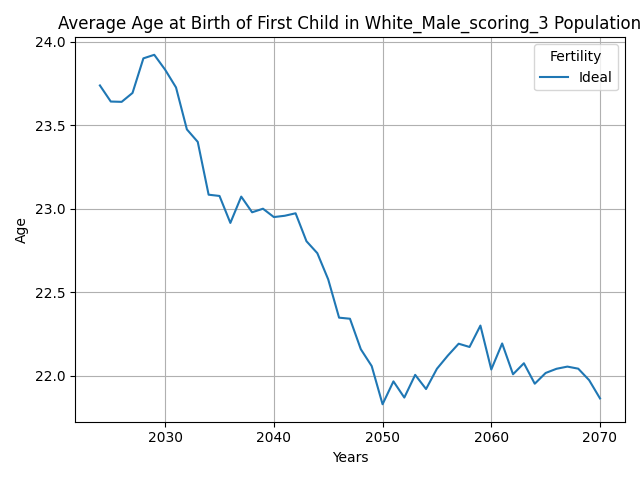 Average Age at Birth of First Child in White_Male_scoring_3 Population
24.0
23.5
23.0
22.5
22.0
Age
Fertility
Ideal
2030 2040 2050 2060 2070
Years